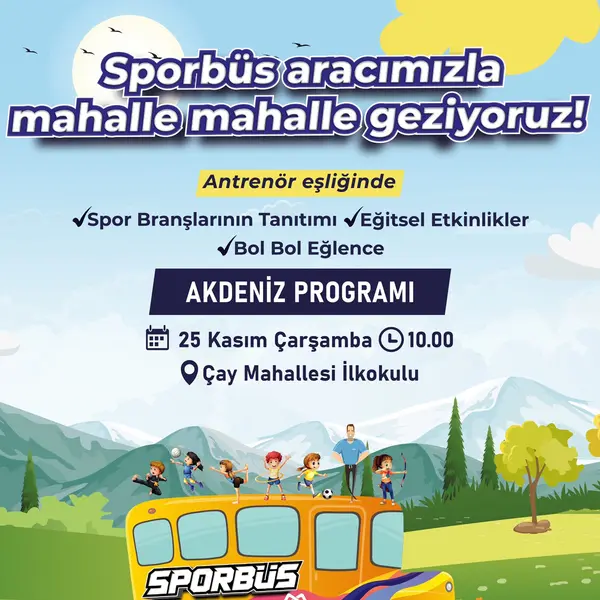 Sporbüs aracımızla
mahalle mahalle geziyoruz!
Antrenör eşliğinde
✓Spor Branşlarının Tanıtımı ✓Eğitsel Etkinlikler
✓Bol Bol Eğlence
AKDENİZ PROGRAMI
25 Kasım Çarşamba 10.00
Çay Mahallesi İlkokulu
SPORBÜS